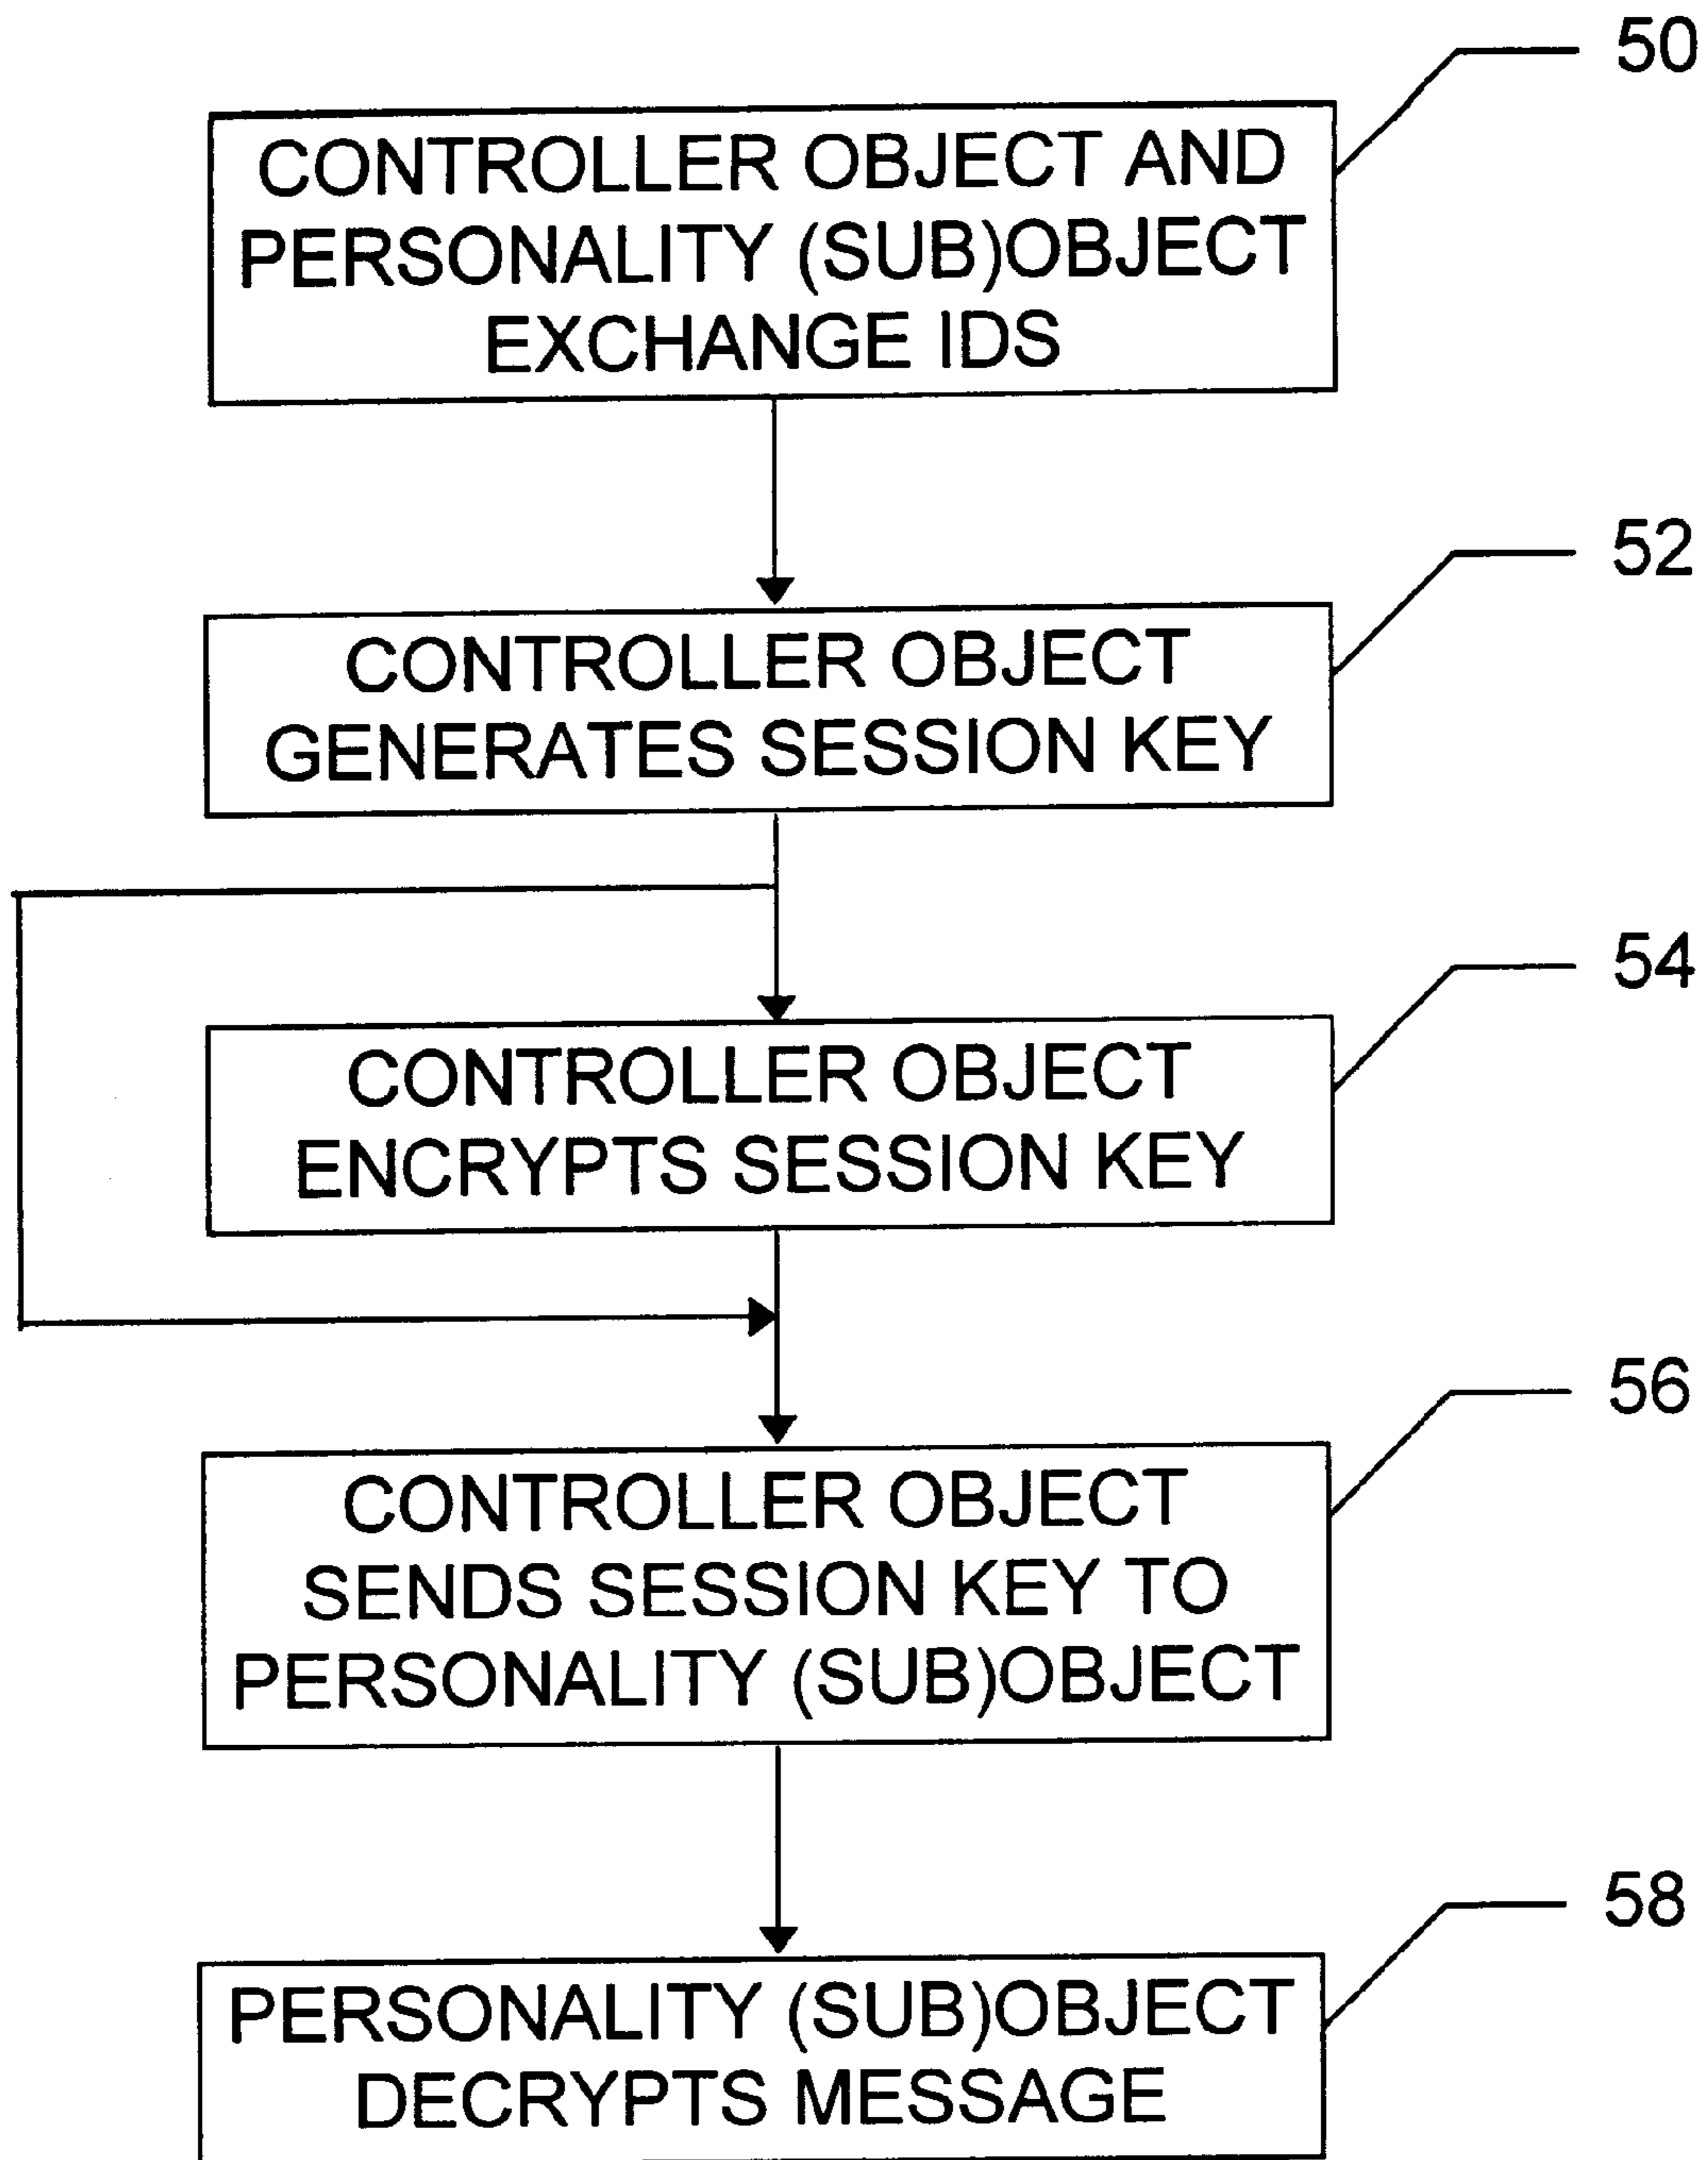 50
CONTROLLER OBJECT AND
PERSONALITY (SUB)OBJECT
EXCHANGE IDS
52
CONTROLLER OBJECT
GENERATES SESSION KEY
54
CONTROLLER OBJECT
ENCRYPTS SESSION KEY
56
CONTROLLER OBJECT
SENDS SESSION KEY TO
PERSONALITY (SUB)OBJECT
58
PERSONALITY (SUB)OBJECT
DECRYPTS MESSAGE